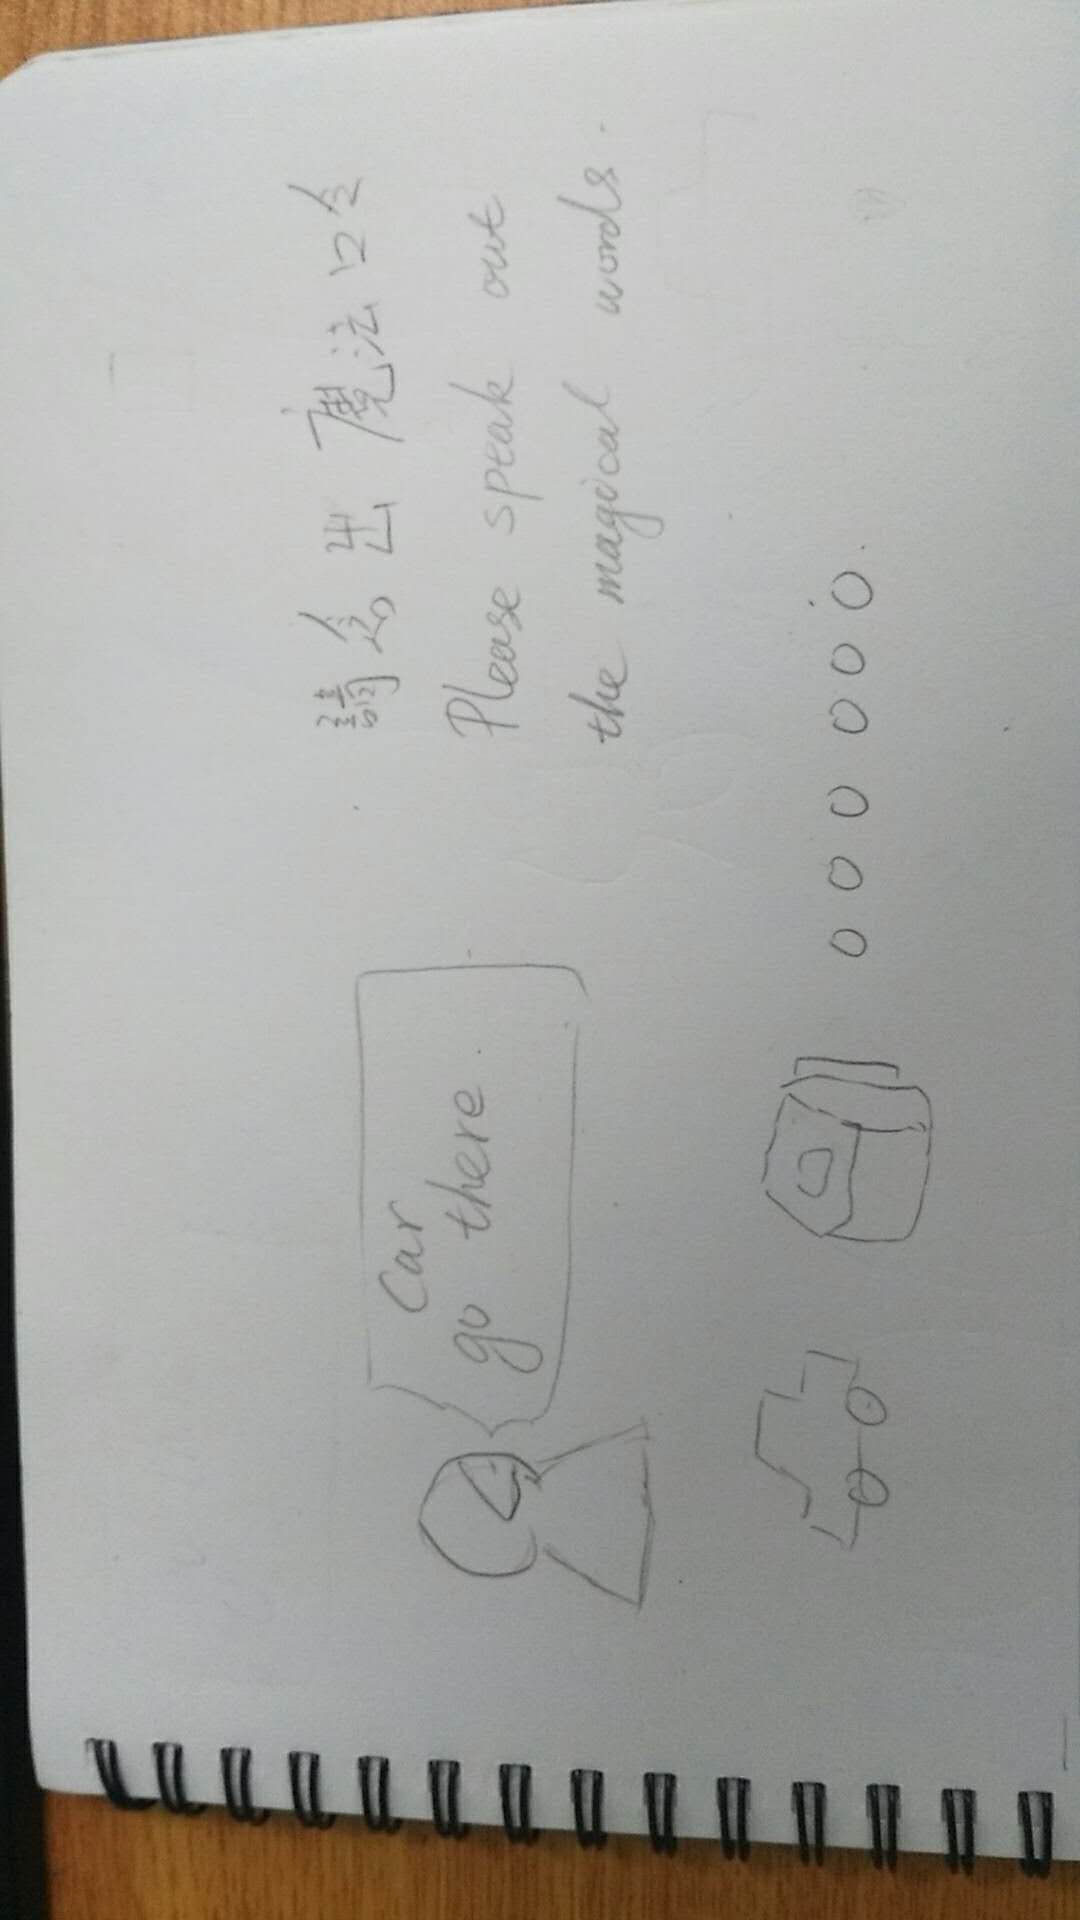 請念出魔法口令
Please speak out
the magical words.
Car
go there.